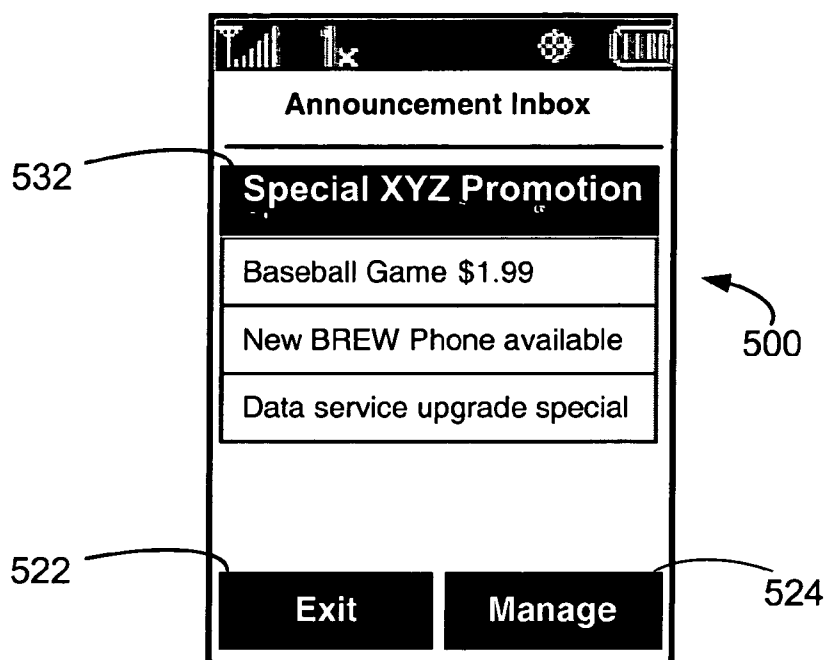 1x
Announcement Inbox
532
Special XYZ Promotion
Baseball Game $1.99
500
New BREW Phone available
Data service upgrade special
522
524
Exit
Manage